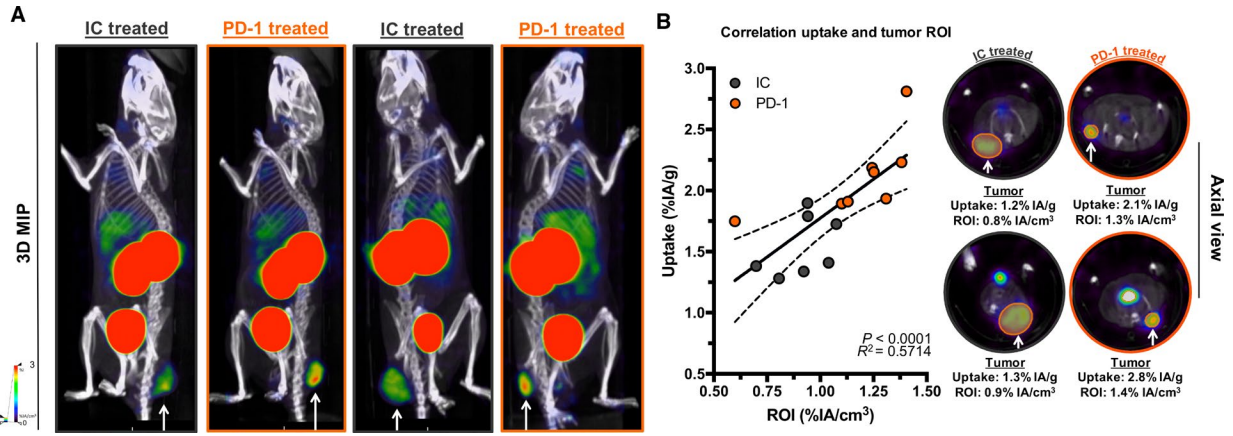 A
IC treated
PD-1 treated
IC treated
PD-1 treated
3D MIP
3
%IA/cm³
0
B
Correlation uptake and tumor ROI
IC
PD-1
Uptake (%IA/g)
3.0
2.5
2.0
1.5
1.0
0.5
P < 0.0001
R² = 0.5714
0.50
0.75
1.00
1.25
1.50
ROI (%IA/cm³)
IC treated
PD-1 treated
Tumor
Uptake: 1.2% IA/g
ROI: 0.8% IA/cm³
Tumor
Uptake: 2.1% IA/g
ROI: 1.3% IA/cm³
Tumor
Uptake: 1.3% IA/g
ROI: 0.9% IA/cm³
Tumor
Uptake: 2.8% IA/g
ROI: 1.4% IA/cm³
Axial view